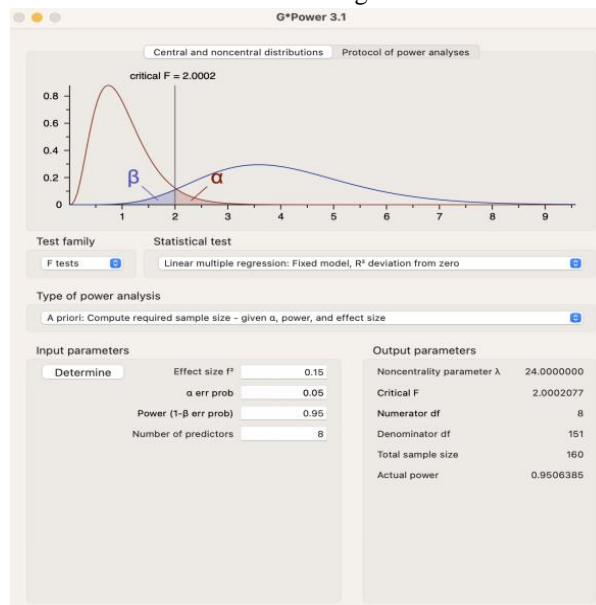 G*Power 3.1
Central and noncentral distributions Protocol of power analyses
critical F = 2.0002
0.8
0.6
0.4
0.2
0
β α
1 2 3 4 5 6 7 8 9
Test family Statistical test
F tests Linear multiple regression: Fixed model, R² deviation from zero
Type of power analysis
A priori: Compute required sample size - given α, power, and effect size
Input parameters Output parameters
Determine Effect size f² 0.15 Noncentrality parameter λ 24.0000000
α err prob 0.05 Critical F 2.0002077
Power (1-β err prob) 0.95 Numerator df 8
Number of predictors 8 Denominator df 151
Total sample size 160
Actual power 0.9506385